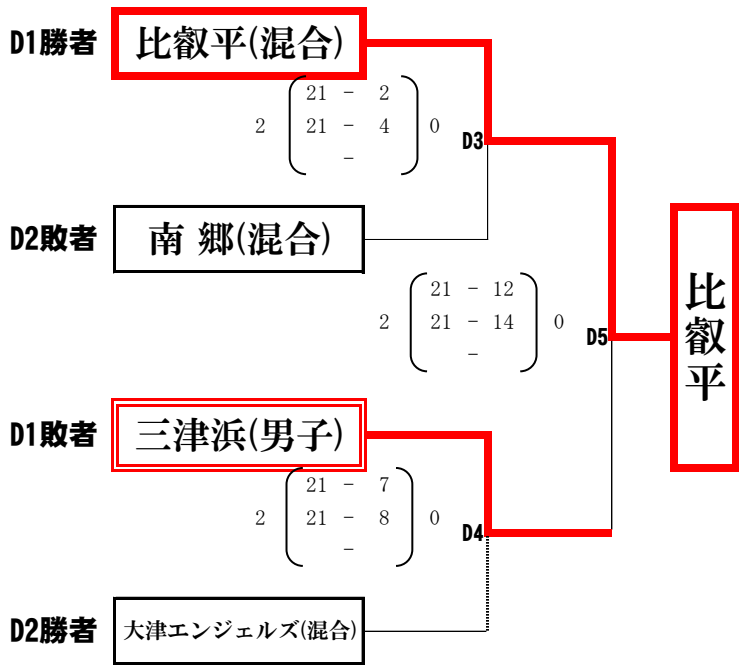 D1勝者
比叡平(混合)
21 - 2
2 21 - 4 0
-
D3
D2敗者
南 郷(混合)
21 - 12
2 21 - 14 0
-
D5
比叡平
D1敗者
三津浜(男子)
21 - 7
2 21 - 8 0
-
D4
D2勝者
大津エンジェルズ(混合)